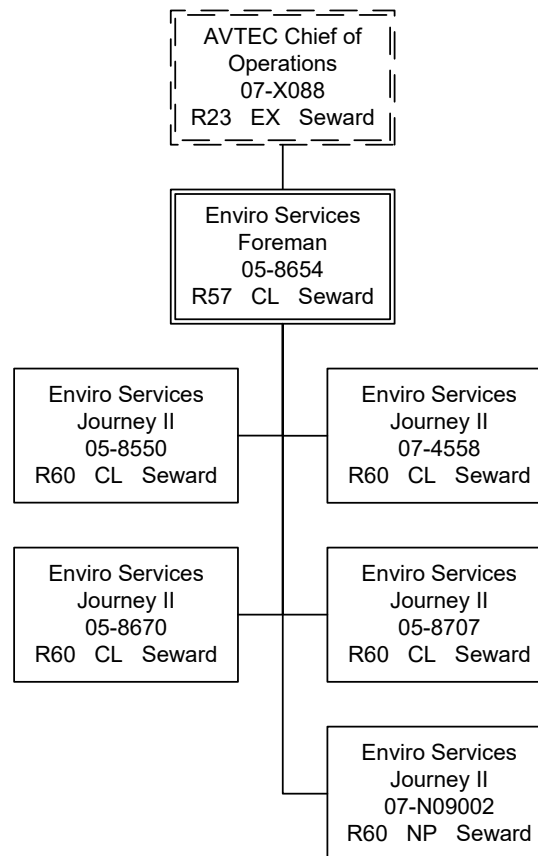 AVTEC Chief of
Operations
07-X088
R23 EX Seward
Enviro Services
Foreman
05-8654
R57 CL Seward
Enviro Services
Journey II
05-8550
R60 CL Seward
Enviro Services
Journey II
07-4558
R60 CL Seward
Enviro Services
Journey II
05-8670
R60 CL Seward
Enviro Services
Journey II
05-8707
R60 CL Seward
Enviro Services
Journey II
07-N09002
R60 NP Seward